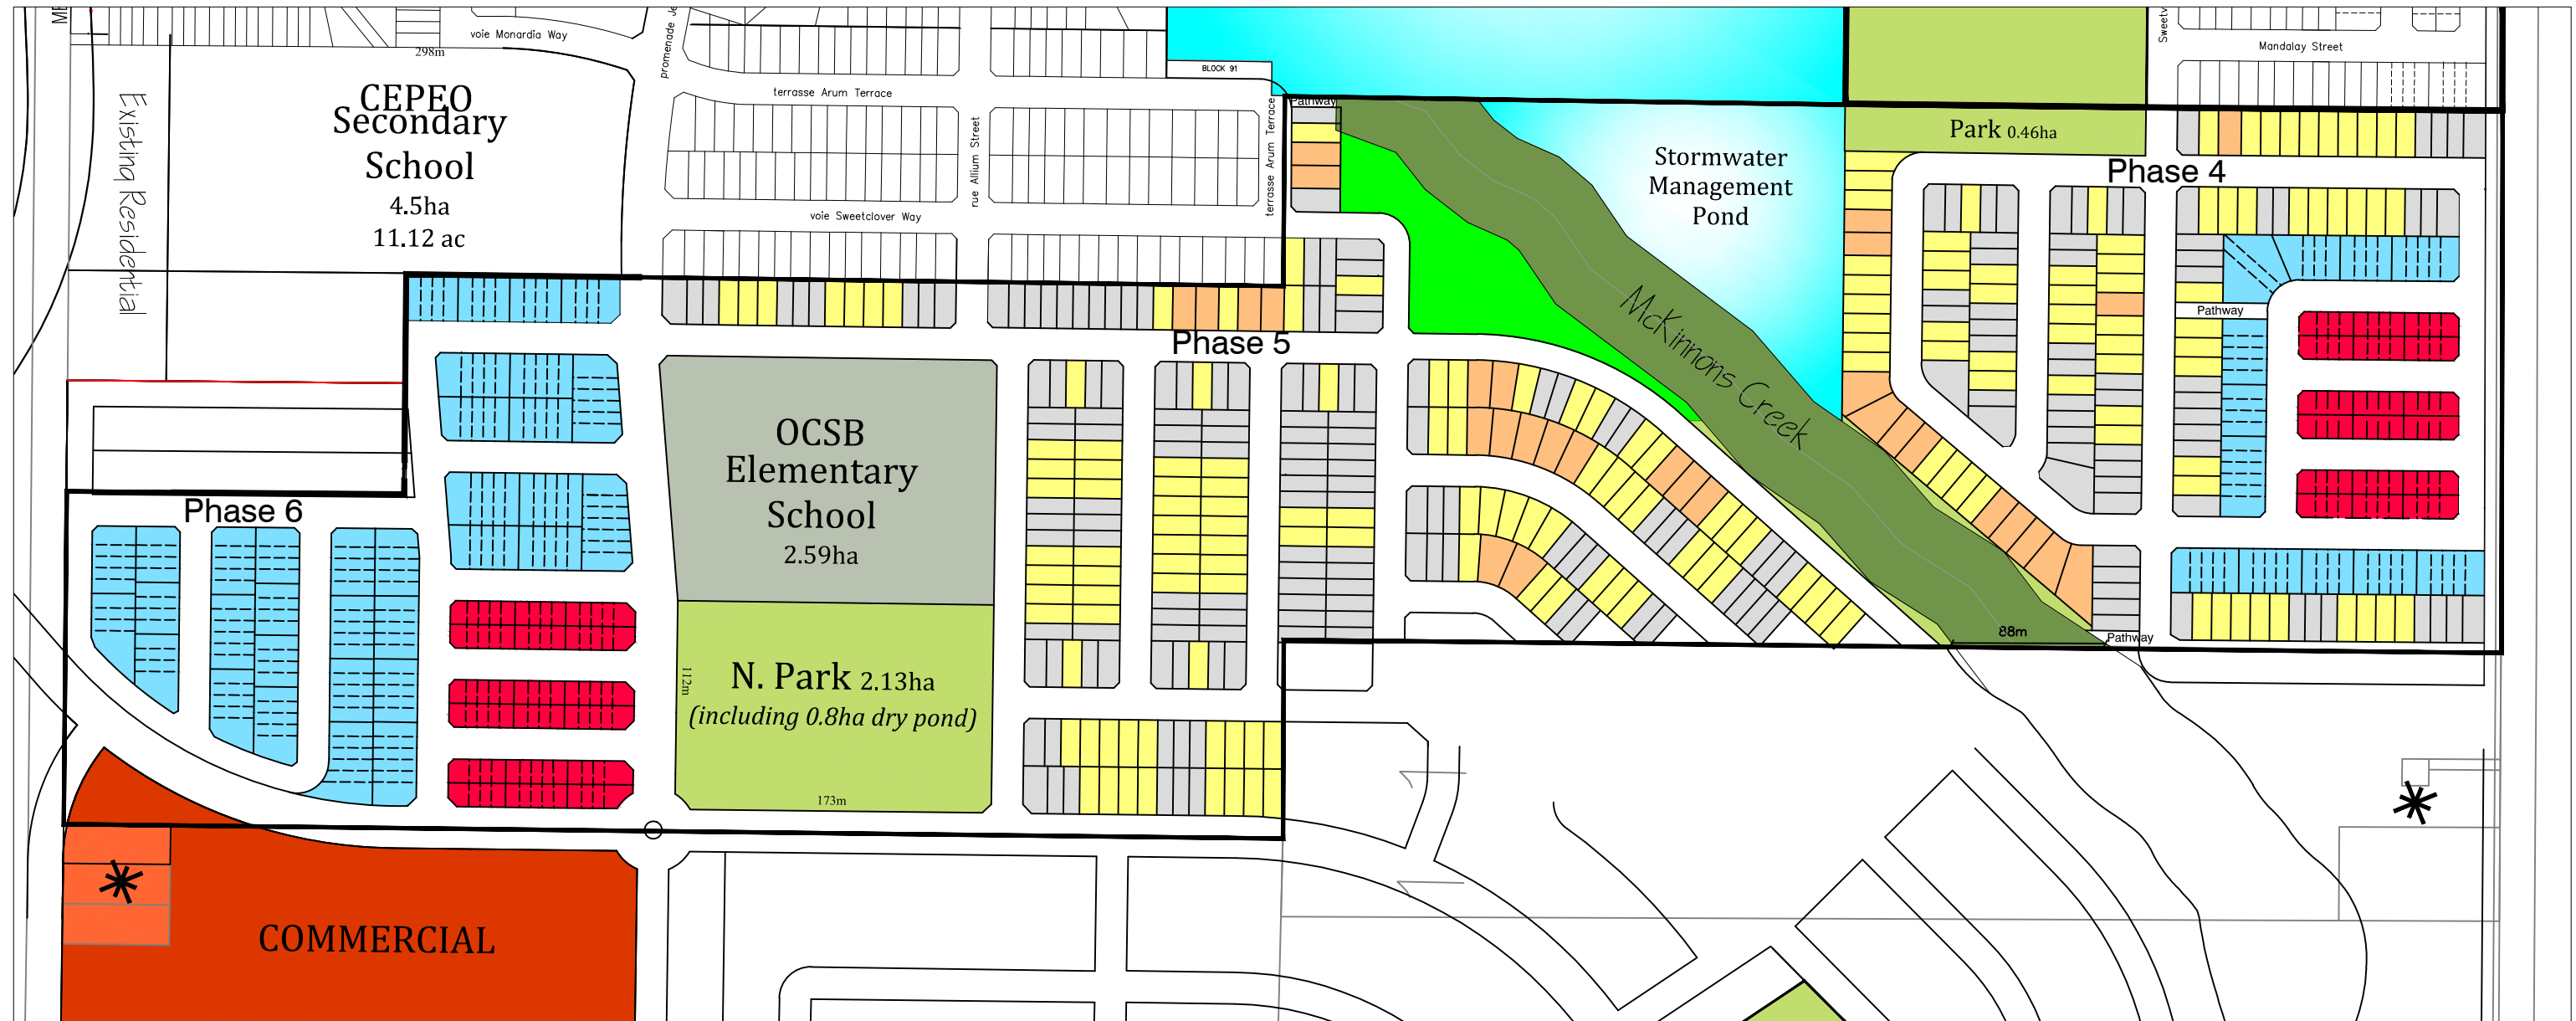 voie Monardia Way
298m
CEPEO
Secondary
School
4.5ha
11.12 ac
Existing Residential
terrasse Arum Terrace
rue Allium Street
voie Sweetclover Way
terrasse Arum Terrace
BLOCK 91
Pathway
Stormwater
Management
Pond
McKinnons Creek
Mandalay Street
Park 0.46ha
Phase 4
Pathway
Phase 5
OCSB
Elementary
School
2.59ha
Phase 6
N. Park 2.13ha
(including 0.8ha dry pond)
112m
173m
88m
Pathway
COMMERCIAL